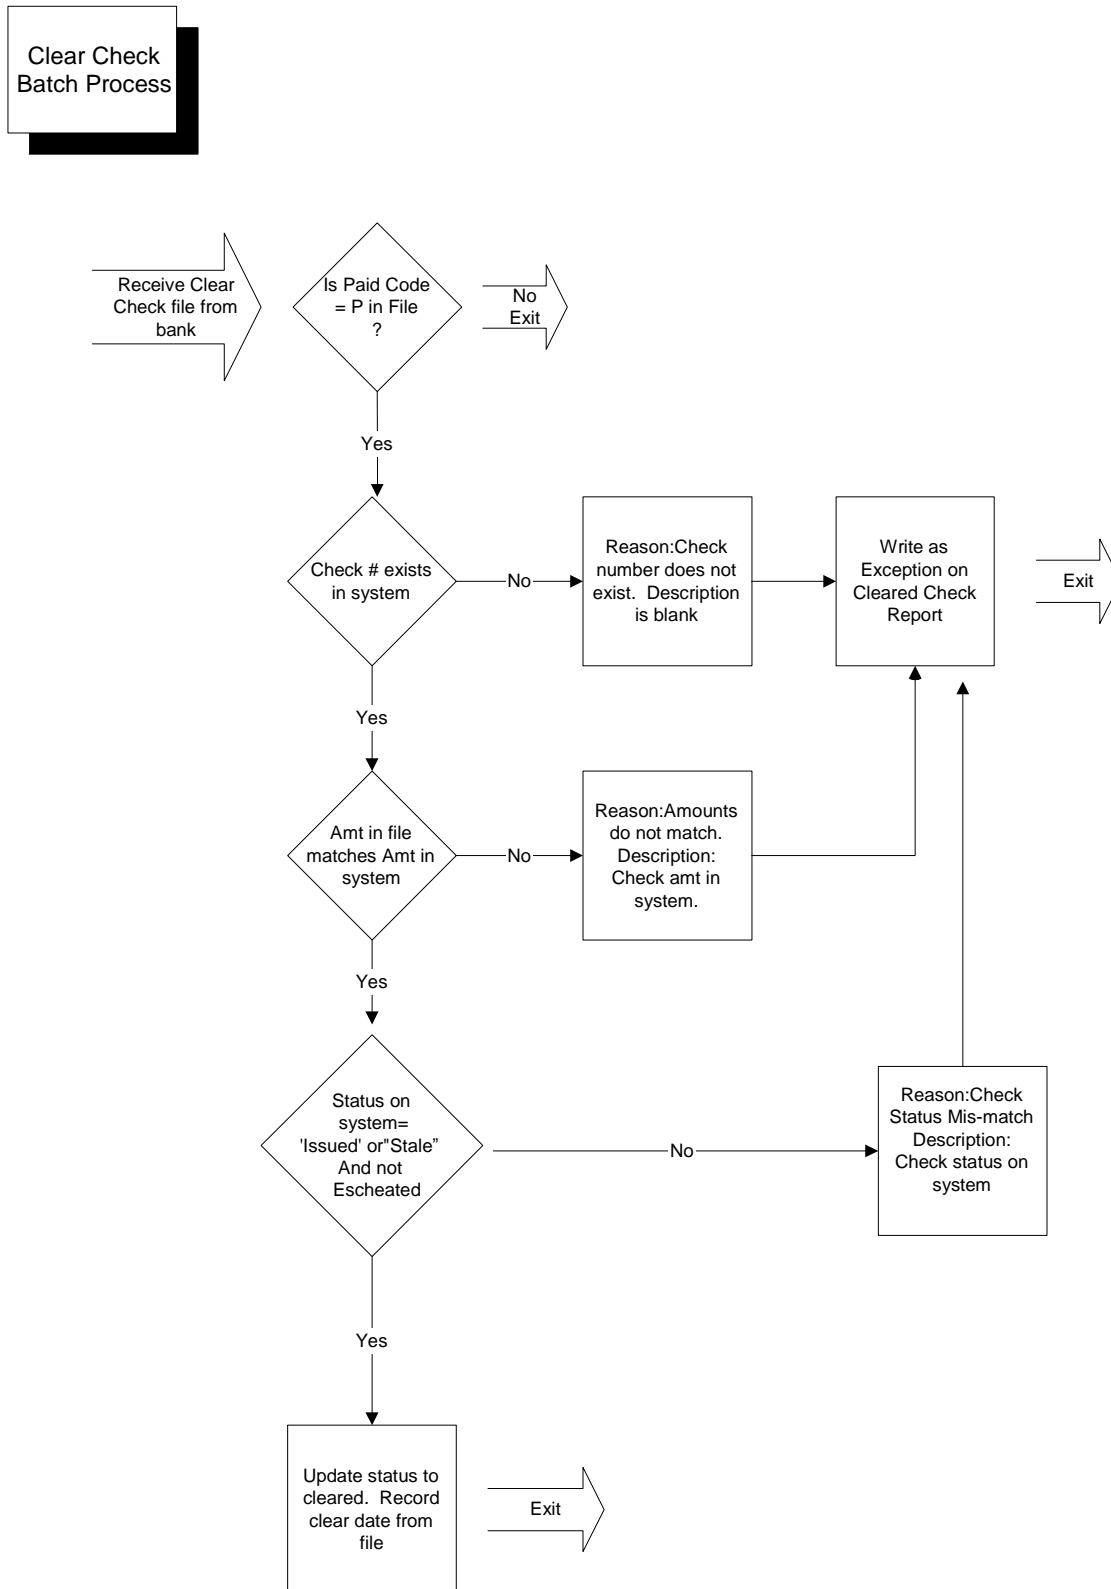 Clear Check
Batch Process
Receive Clear
Check file from
bank
Is Paid Code
= P in File
?
No
Exit
Yes
Check # exists
in system
No
Reason:Check
number does not
exist.  Description
is blank
Write as
Exception on
Cleared Check
Report
Exit
Yes
Amt in file
matches Amt in
system
No
Reason:Amounts
do not match.
Description:
Check amt in
system.
Yes
Status on
system=
'Issued' or"Stale”
And not
Escheated
No
Reason:Check
Status Mis-match
Description:
Check status on
system
Yes
Update status to
cleared.  Record
clear date from
file
Exit